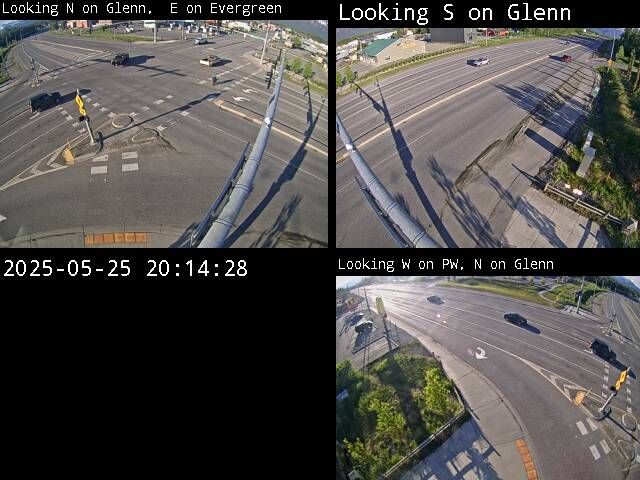 Looking N on Glenn,  E on Evergreen
Looking S on Glenn
2025-05-25 20:14:28
Looking W on PW, N on Glenn